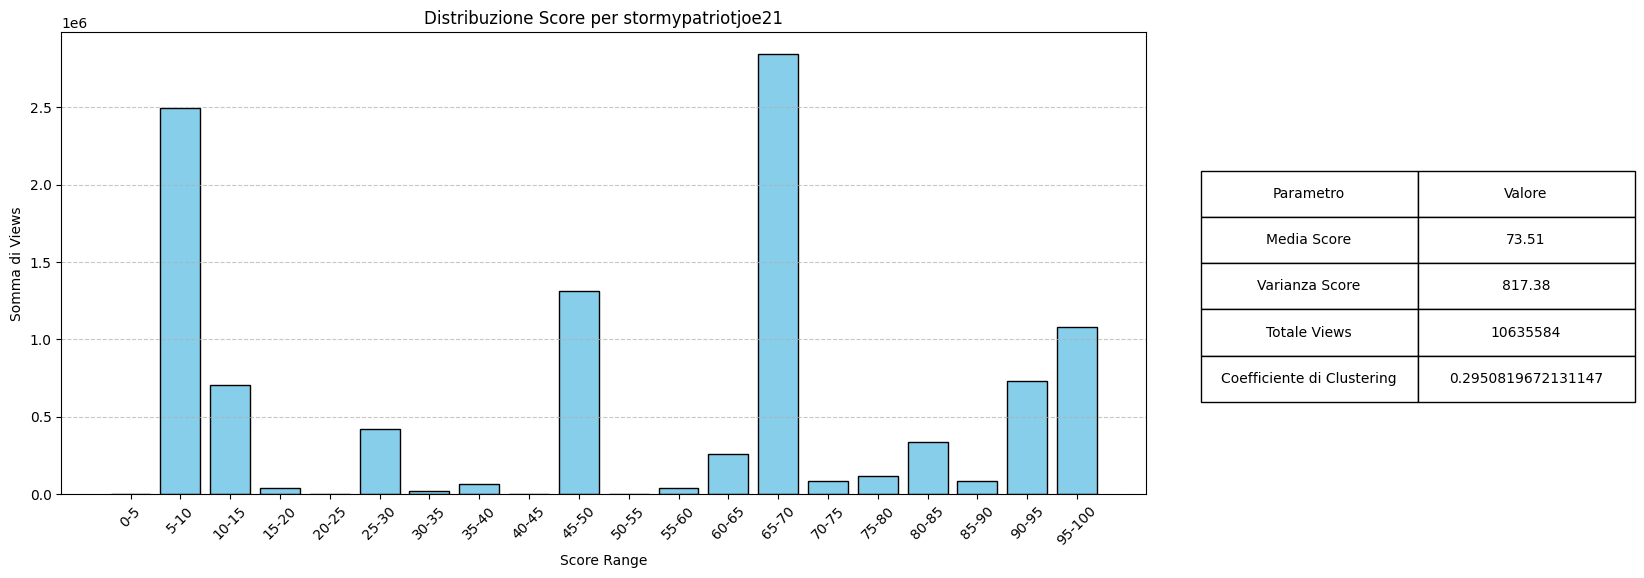 Distribuzione Score per stormypatriotjoe21
1e6
Somma di Views
2.5
2.0
1.5
1.0
0.5
0.0
0-5
5-10
10-15
15-20
20-25
25-30
30-35
35-40
40-45
45-50
50-55
55-60
60-65
65-70
70-75
75-80
80-85
85-90
90-95
95-100
Score Range
Parametro Valore
Media Score 73.51
Varianza Score 817.38
Totale Views 10635584
Coefficiente di Clustering 0.2950819672131147